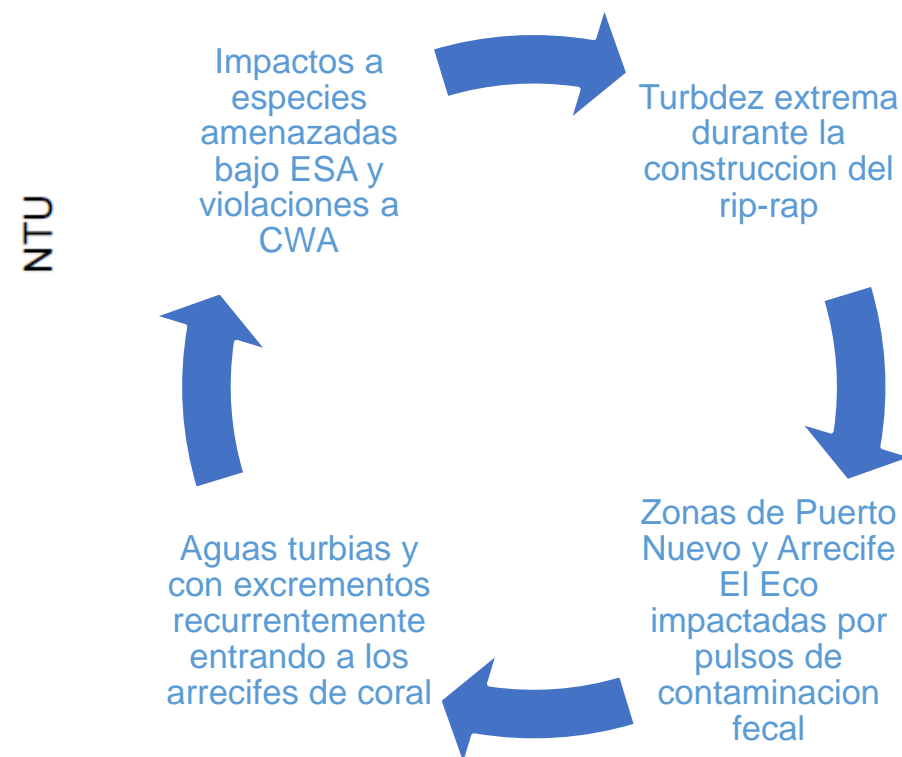 NTU
Impactos a
especies
amenazadas
bajo ESA y
violaciones a
CWA
Turbdez extrema
durante la
construccion del
rip-rap
Zonas de Puerto
Nuevo y Arrecife
El Eco
impactadas por
pulsos de
contaminacion
fecal
Aguas turbias y
con excrementos
recurrentemente
entrando a los
arrecifes de coral